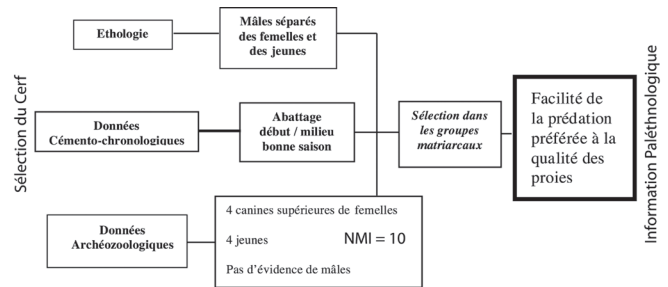 Sélection du Cerf
Ethologie
Mâles séparés
des femelles et
des jeunes
Données
Cémento-chronologiques
Abattage
début / milieu
bonne saison
Données
Archéozoologiques
4 canines supérieures de femelles
4 jeunes NMI = 10
Pas d'évidence de mâles
Sélection dans
les groupes
matriarcaux
Facilité de
la prédation
préférée à la
qualité des
proies
Information Paléthnologique